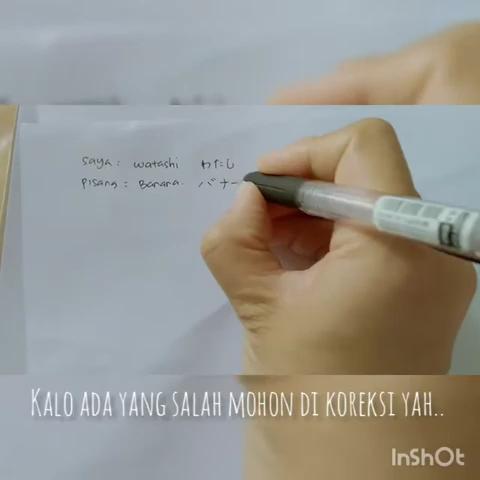 saya : watashi わたし
Pisang : Banana. バナー
KALO ADA YANG SALAH MOHON DI KOREKSI YAH..
InShOt